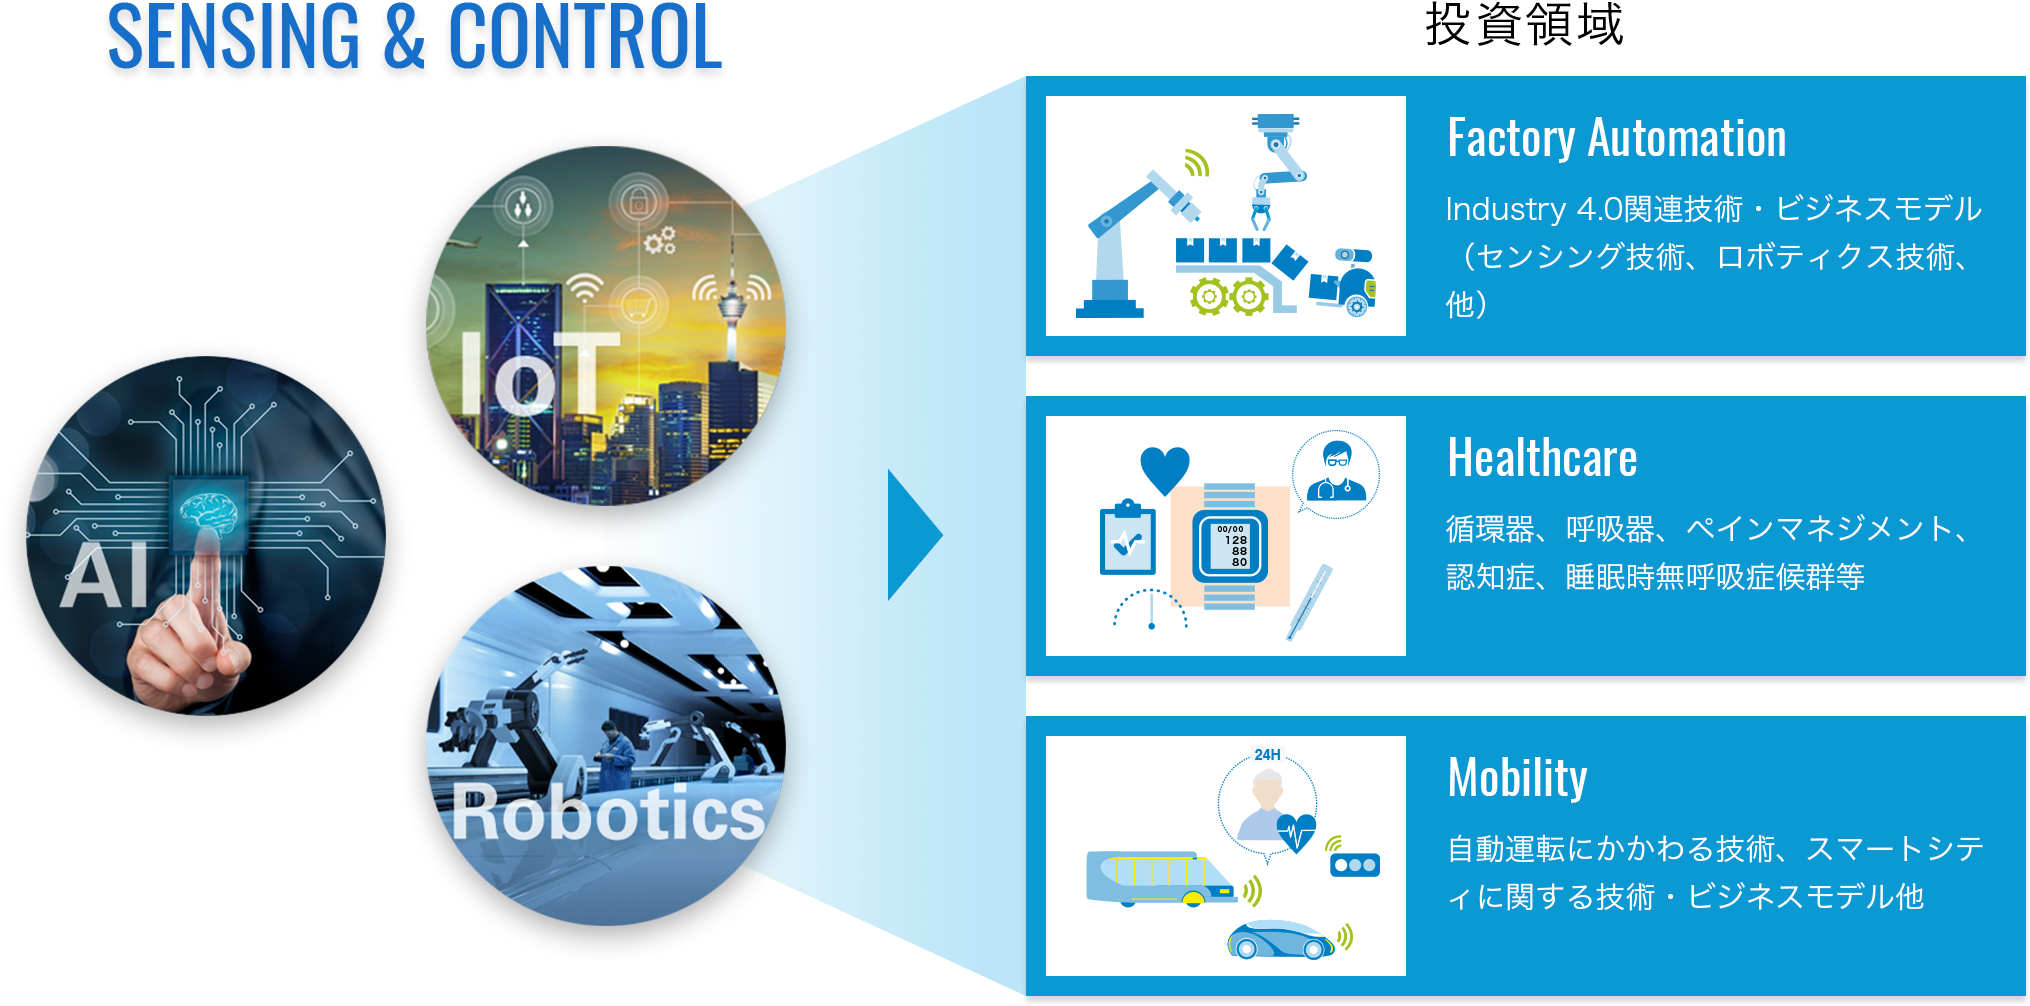 SENSING & CONTROL
IoT
AI
Robotics
投資領域
Factory Automation
Industry 4.0関連技術・ビジネスモデル
（センシング技術、ロボティクス技術、
他）
00/00
128
88
80
Healthcare
循環器、呼吸器、ペインマネジメント、
認知症、睡眠時無呼吸症候群等
24H
Mobility
自動運転にかかわる技術、スマートシテ
ィに関する技術・ビジネスモデル他